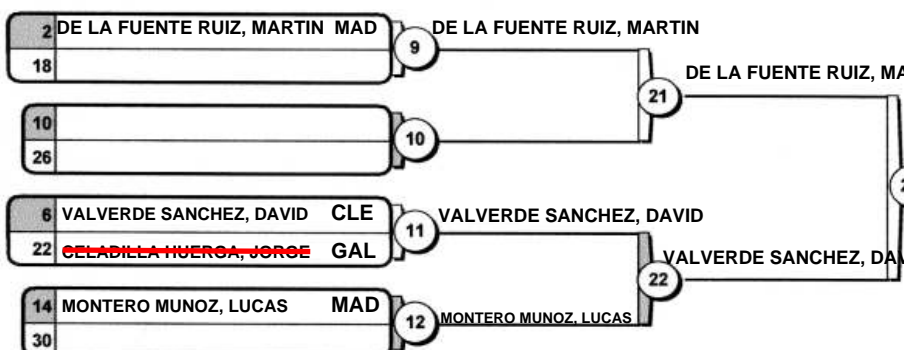 2 DE LA FUENTE RUIZ, MARTIN MAD
9
DE LA FUENTE RUIZ, MARTIN
18
DE LA FUENTE RUIZ, MA
21
10
10
26
2
6 VALVERDE SANCHEZ, DAVID CLE
11
VALVERDE SANCHEZ, DAVID
22 CELADILLA HUERGA, JORGE GAL
VALVERDE SANCHEZ, DAV
22
14 MONTERO MUNOZ, LUCAS MAD
12
MONTERO MUNOZ, LUCAS
30